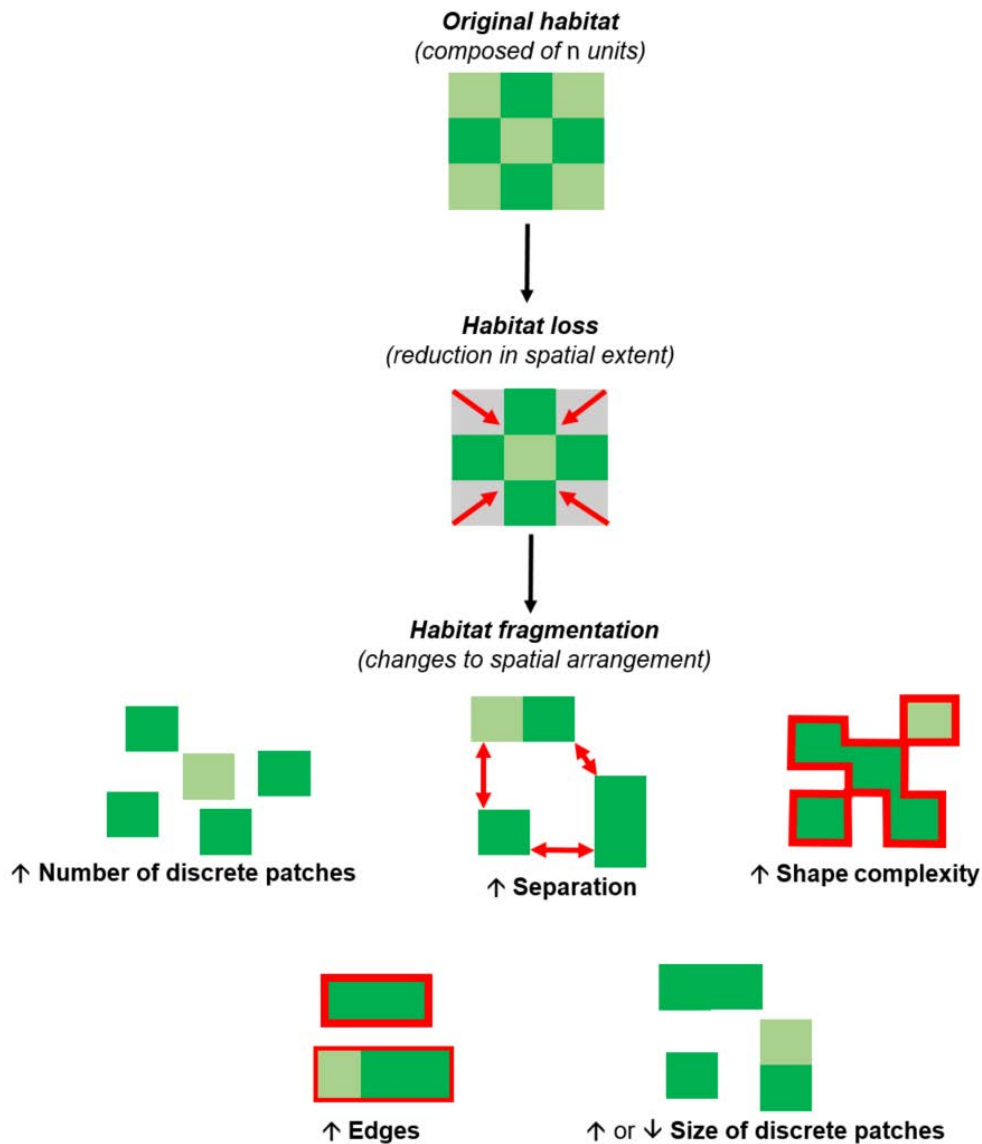 Original habitat
(composed of n units)
Habitat loss
(reduction in spatial extent)
Habitat fragmentation
(changes to spatial arrangement)
↑ Number of discrete patches
↑ Separation
↑ Shape complexity
↑ Edges
↑ or ↓ Size of discrete patches